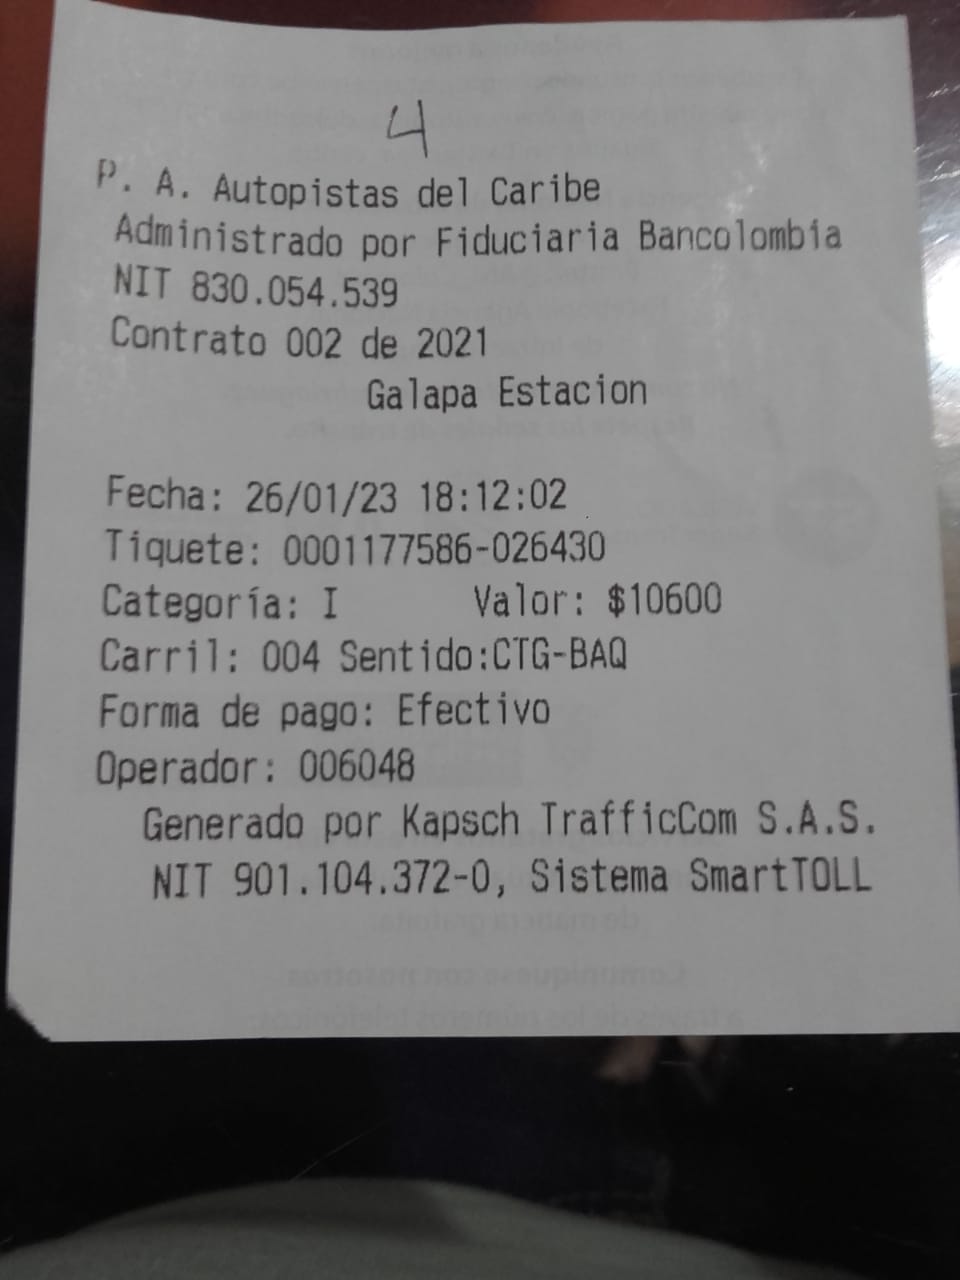 4
P. A. Autopistas del Caribe
Administrado por Fiduciaria Bancolombia
NIT 830.054.539
Contrato 002 de 2021
Galapa Estacion
Fecha: 26/01/23 18:12:02
Tiquete: 0001177586-026430
Categoría: I Valor: $10600
Carril: 004 Sentido:CTG-BAQ
Forma de pago: Efectivo
Operador: 006048
Generado por Kapsch TrafficCom S.A.S.
NIT 901.104.372-0, Sistema SmartTOLL